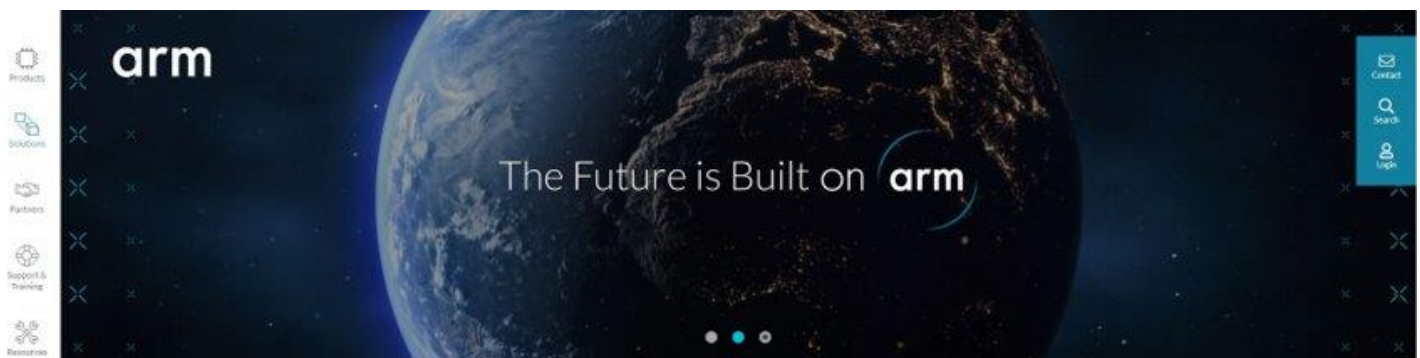 Products
Solutions
Partners
Support &
Training
Resources
arm
The Future is Built on arm
Contact
Search
Login